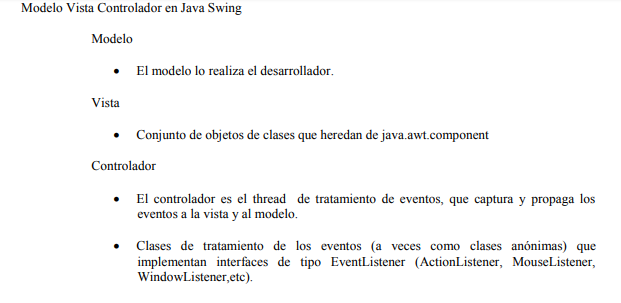 Modelo Vista Controlador en Java Swing
Modelo
• El modelo lo realiza el desarrollador.
Vista
• Conjunto de objetos de clases que heredan de java.awt.component
Controlador
• El controlador es el thread de tratamiento de eventos, que captura y propaga los
eventos a la vista y al modelo.
• Clases de tratamiento de los eventos (a veces como clases anónimas) que
implementan interfaces de tipo EventListener (ActionListener, MouseListener,
WindowListener,etc).